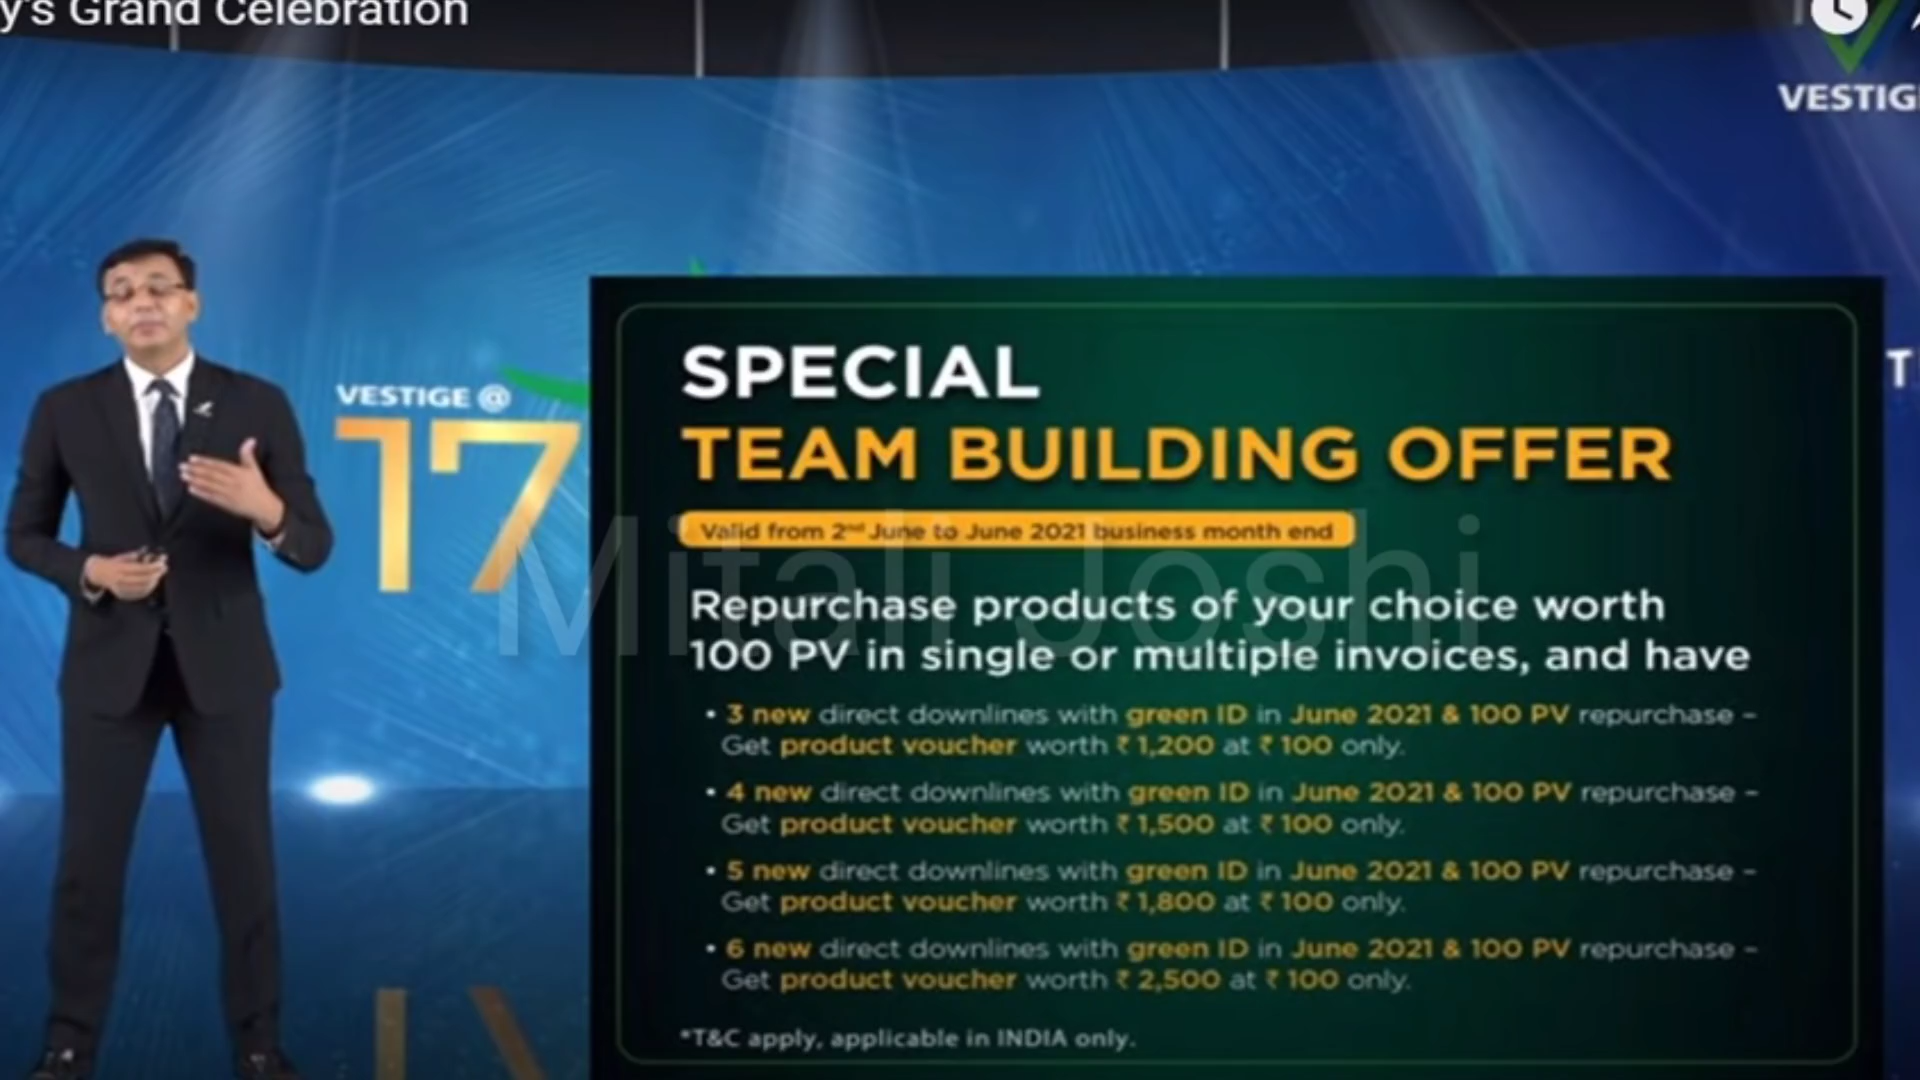 y's Grand Celebration
VESTIG
VESTIGE @
17
T
SPECIAL
TEAM BUILDING OFFER
Valid from 2nd June to June 2021 business month end
Mitali Joshi
Repurchase products of your choice worth
100 PV in single or multiple invoices, and have
• 3 new direct downlines with green ID in June 2021 & 100 PV repurchase –
Get product voucher worth ₹ 1,200 at ₹ 100 only.
• 4 new direct downlines with green ID in June 2021 & 100 PV repurchase –
Get product voucher worth ₹ 1,500 at ₹ 100 only.
• 5 new direct downlines with green ID in June 2021 & 100 PV repurchase –
Get product voucher worth ₹ 1,800 at ₹ 100 only.
• 6 new direct downlines with green ID in June 2021 & 100 PV repurchase –
Get product voucher worth ₹ 2,500 at ₹ 100 only.
*T&C apply, applicable in INDIA only.